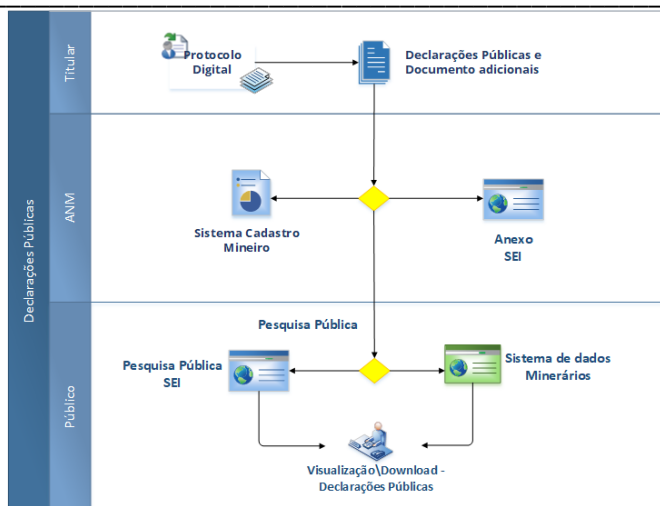 Declarações Públicas
Titular
Protocolo
Digital
Declarações Públicas e
Documento adicionais
ANM
Sistema Cadastro
Mineiro
Anexo
SEI
Público
Pesquisa Pública
Pesquisa Pública
SEI
Sistema de dados
Minerários
Visualização\Download -
Declarações Públicas